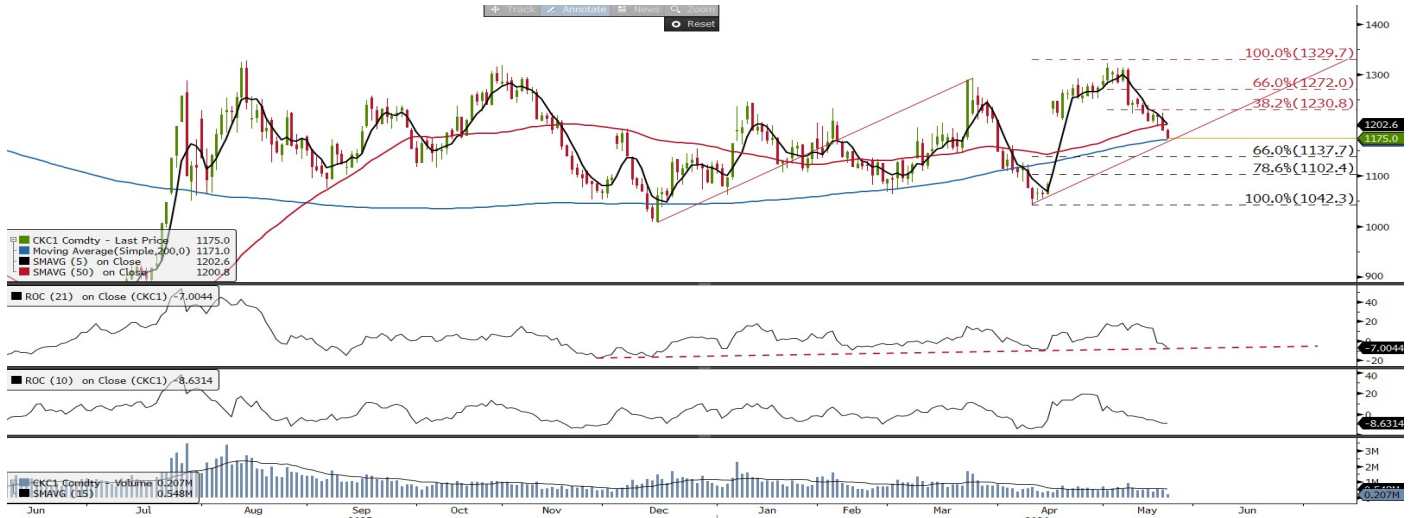 Track Annotate News Zoom
Reset
1400
100.0%(1329.7)
1300
66.0%(1272.0)
38.2%(1230.8)
1202.6
1175.0
66.0%(1137.7)
78.6%(1102.4)
1100
100.0%(1042.3)
1000
900
CKC1 Comdty - Last Price 1175.0
Moving Average(Simple,200,0) 1171.0
SMAVG (5) on Close 1202.6
SMAVG (50) on Close 1200.8
ROC (21) on Close (CKC1) -7.0044
40
20
0
-7.0044
-20
ROC (10) on Close (CKC1) -8.6314
40
20
0
-8.6314
3M
2M
1M
CKC1 Comdty - Volume 0.207M
SMAVG (15) 0.548M
0.548M
0.207M
Jun Jul Aug Sep Oct Nov Dec Jan Feb Mar Apr May Jun